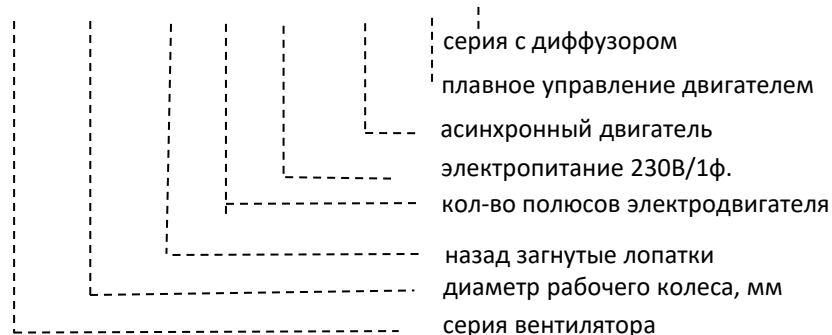 серия с диффузором
плавное управление двигателем
асинхронный двигатель
электропитание 230В/1ф.
кол-во полюсов электродвигателя
назад загнутые лопатки
диаметр рабочего колеса, мм
серия вентилятора